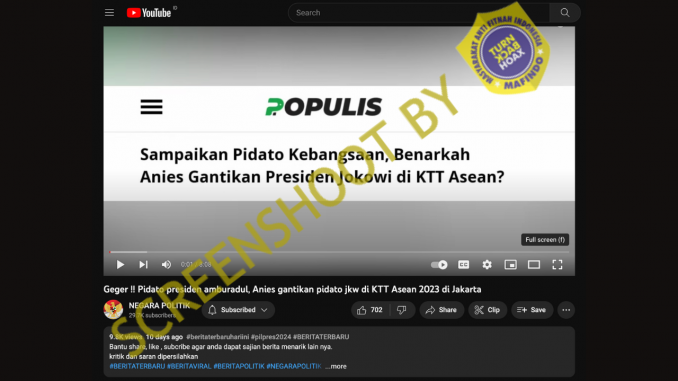 YouTube
ID
Search
MASYARAKAT ANTI FITNAH INDONESIA
TURN BACK HOAX
MAFINDO
POPULIS
Sampaikan Pidato Kebangsaan, Benarkah
Anies Gantikan Presiden Jokowi di KTT Asean?
SCREENSHOOT BY
Full screen (f)
0:01
CC
Geger !! Pidato presiden amburadul, Anies gantikan pidato jkw di KTT Asean 2023 di Jakarta
NEGARA POLITIK
subscribers
Subscribed
702
Share
Clip
Save
views 10 days ago #beritaterbaruhariini #pilpres2024 #BERITATERBARU
Bantu share, like , subcribe agar anda dapat sajian berita menarik lain nya.
kritik dan saran dipersilahkan
#BERITATERBARU #BERITAVIRAL #BERITAPOLITIK #NEGARAPOLITIK ...more